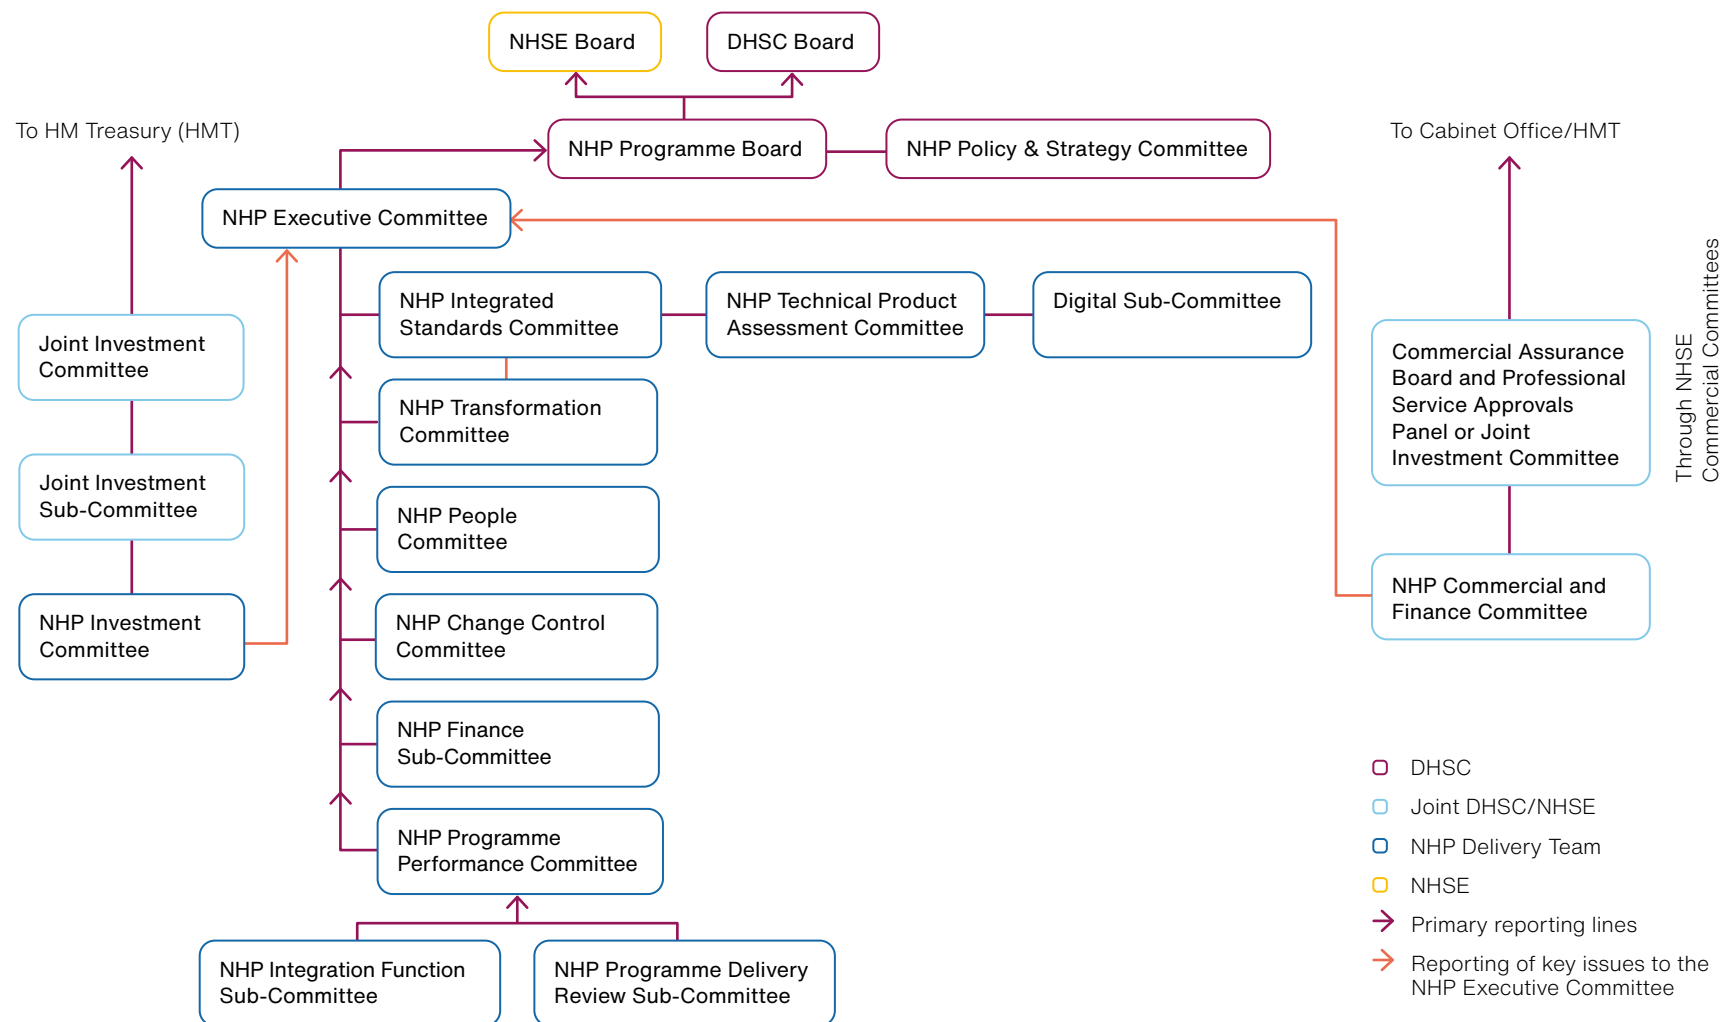 NHSE Board
DHSC Board
To HM Treasury (HMT)
NHP Programme Board
NHP Policy & Strategy Committee
To Cabinet Office/HMT
NHP Executive Committee
NHP Integrated
Standards Committee
NHP Technical Product
Assessment Committee
Digital Sub-Committee
Joint Investment
Committee
Commercial Assurance
Board and Professional
Service Approvals
Panel or Joint
Investment Committee
Through NHSE
Commercial Committees
NHP Transformation
Committee
Joint Investment
Sub-Committee
NHP People
Committee
NHP Investment
Committee
NHP Change Control
Committee
NHP Commercial and
Finance Committee
NHP Finance
Sub-Committee
NHP Programme
Performance Committee
NHP Integration Function
Sub-Committee
NHP Programme Delivery
Review Sub-Committee
DHSC
Joint DHSC/NHSE
NHP Delivery Team
NHSE
Primary reporting lines
Reporting of key issues to the
NHP Executive Committee